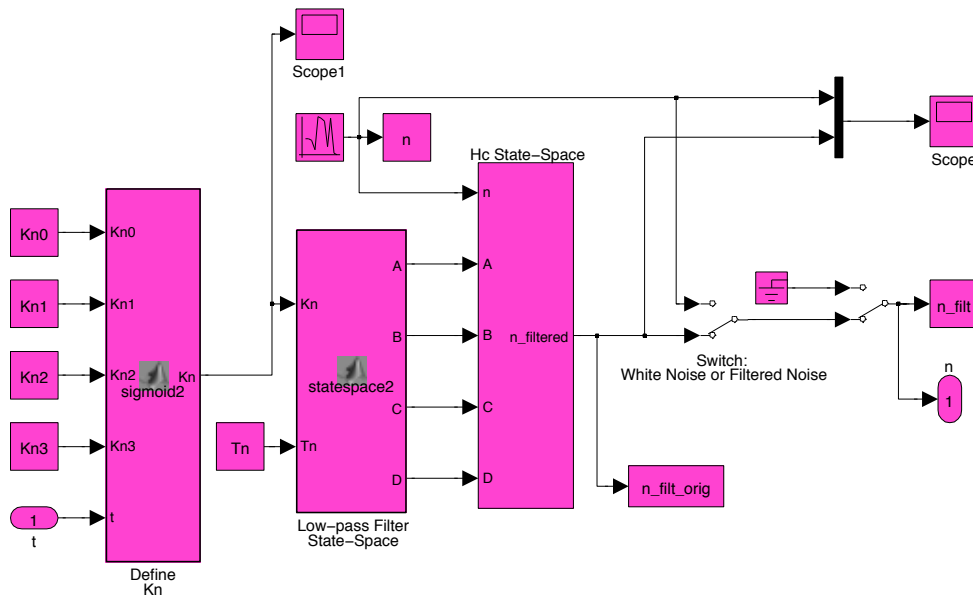 Scope1
n
Hc State-Space
n
A
B
C
D
n_filtered
Scope
Kn0
Kn1
Kn2
Kn3
1
t
Kn0
Kn1
Kn2
Kn3
t
Kn
sigmoid2
Define
Kn
Tn
Kn
Tn
statespace2
A
B
C
D
Low-pass Filter
State-Space
Switch:
White Noise or Filtered Noise
n_filt
n
1
n_filt_orig